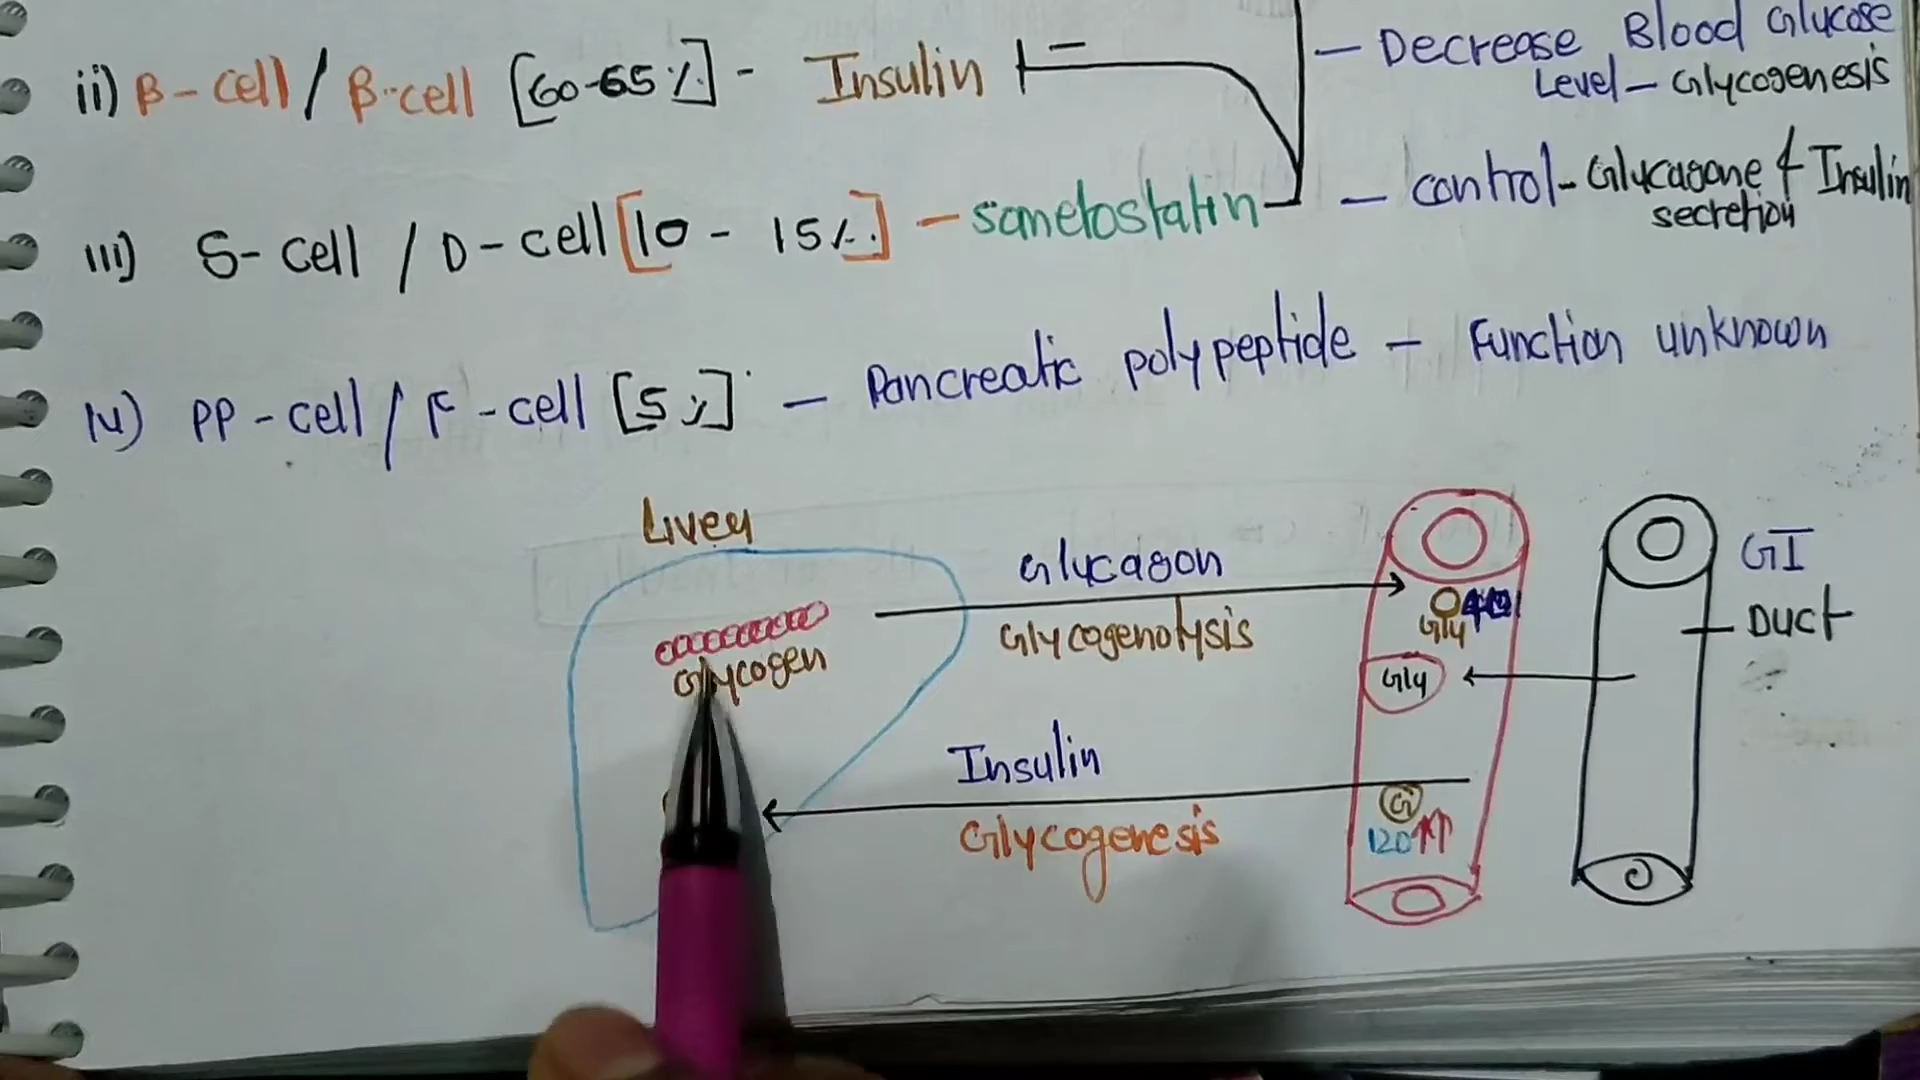 ii) β-cell / β-cell [60-65%] - Insulin
— Decrease Blood Glucose
Level — Glycogenesis
iii) S-cell / D-cell [10 - 15%.] - sometostatin
— control - Glucagone & Insulin
secretion
IV) PP-cell / F-cell [5%] — Pancreatic polypeptide — Function unknown
Liver
Glucagon
Glycogenolysis
Glycogen
Gly
Gly
GI
Duct
Insulin
Glycogenesis
G
120↑↑